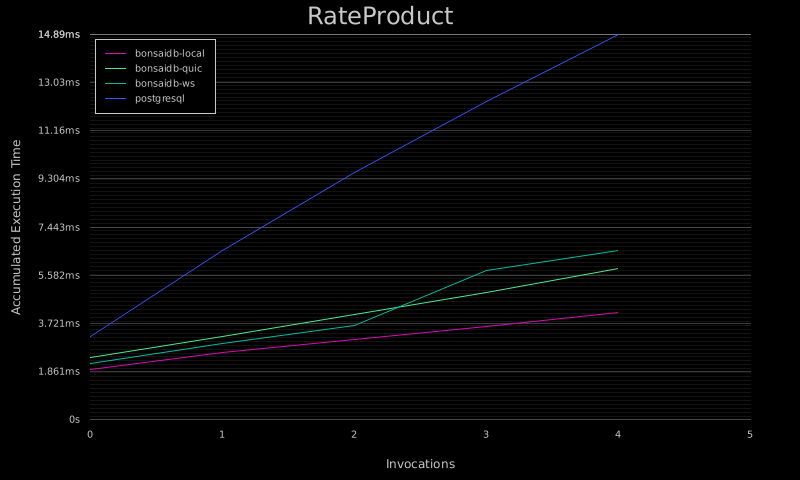 RateProduct
14.89ms
13.03ms
11.16ms
9.304ms
7.443ms
5.582ms
3.721ms
1.861ms
0s
bonsaidb-local
bonsaidb-quic
bonsaidb-ws
postgresql
Accumulated Execution Time
0 1 2 3 4 5
Invocations